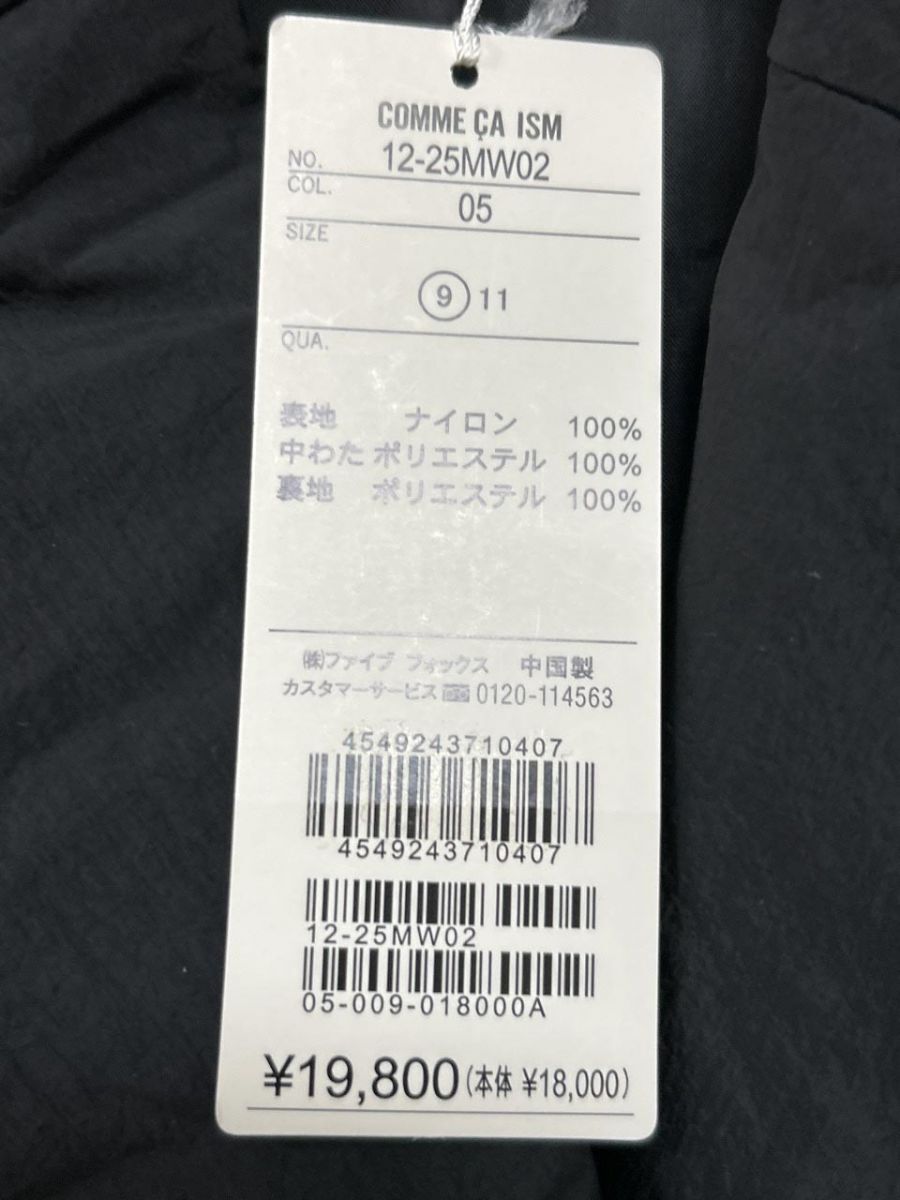 COMME ÇA ISM
NO. 12-25MW02
COL. 05
SIZE
9 11
QUA.
表地 ナイロン 100%
中わた ポリエステル 100%
裏地 ポリエステル 100%
㈱ファイブ フォックス 中国製
カスタマーサービス 0120-114563
4549243710407
4549243710407
12-25MW02
05-009-018000A
¥19,800(本体 ¥18,000)